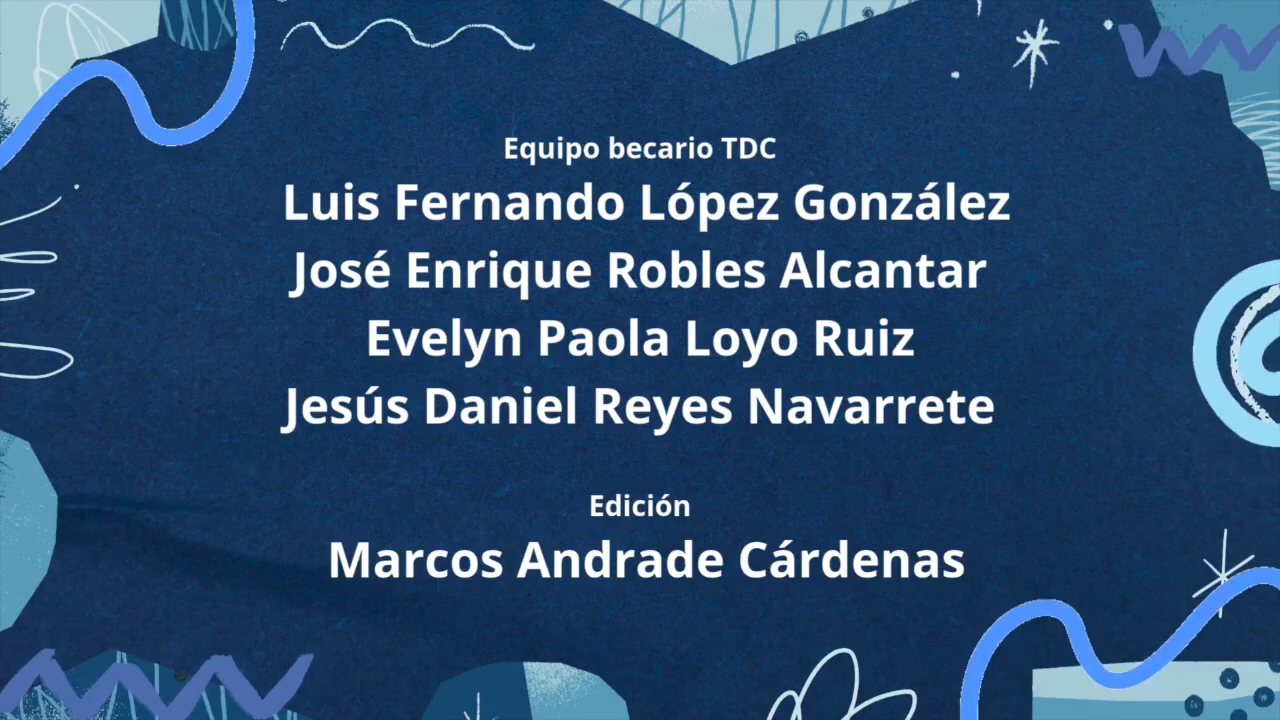 Equipo becario TDC
Luis Fernando López González
José Enrique Robles Alcantar
Evelyn Paola Loyo Ruiz
Jesús Daniel Reyes Navarrete
Edición
Marcos Andrade Cárdenas